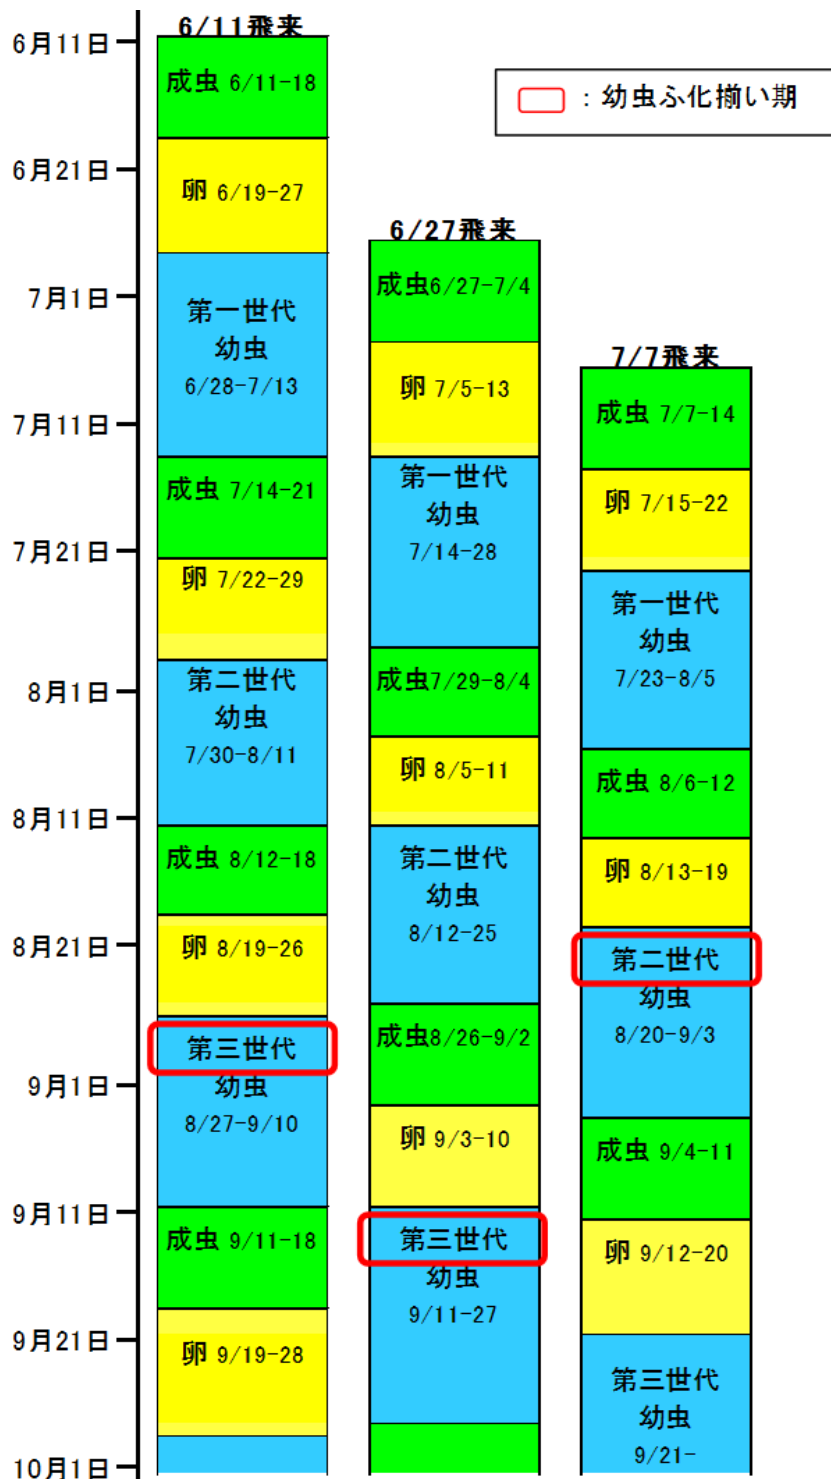 6月11日
6月21日
7月1日
7月11日
7月21日
8月1日
8月11日
8月21日
9月1日
9月11日
9月21日
10月1日
6/11飛来
成虫 6/11-18
卵 6/19-27
第一世代
幼虫
6/28-7/13
成虫 7/14-21
卵 7/22-29
第二世代
幼虫
7/30-8/11
成虫 8/12-18
卵 8/19-26
第三世代
幼虫
8/27-9/10
成虫 9/11-18
卵 9/19-28
6/27飛来
成虫6/27-7/4
卵 7/5-13
第一世代
幼虫
7/14-28
成虫7/29-8/4
卵 8/5-11
第二世代
幼虫
8/12-25
成虫8/26-9/2
卵 9/3-10
第三世代
幼虫
9/11-27
：幼虫ふ化揃い期
7/7飛来
成虫 7/7-14
卵 7/15-22
第一世代
幼虫
7/23-8/5
成虫 8/6-12
卵 8/13-19
第二世代
幼虫
8/20-9/3
成虫 9/4-11
卵 9/12-20
第三世代
幼虫
9/21-